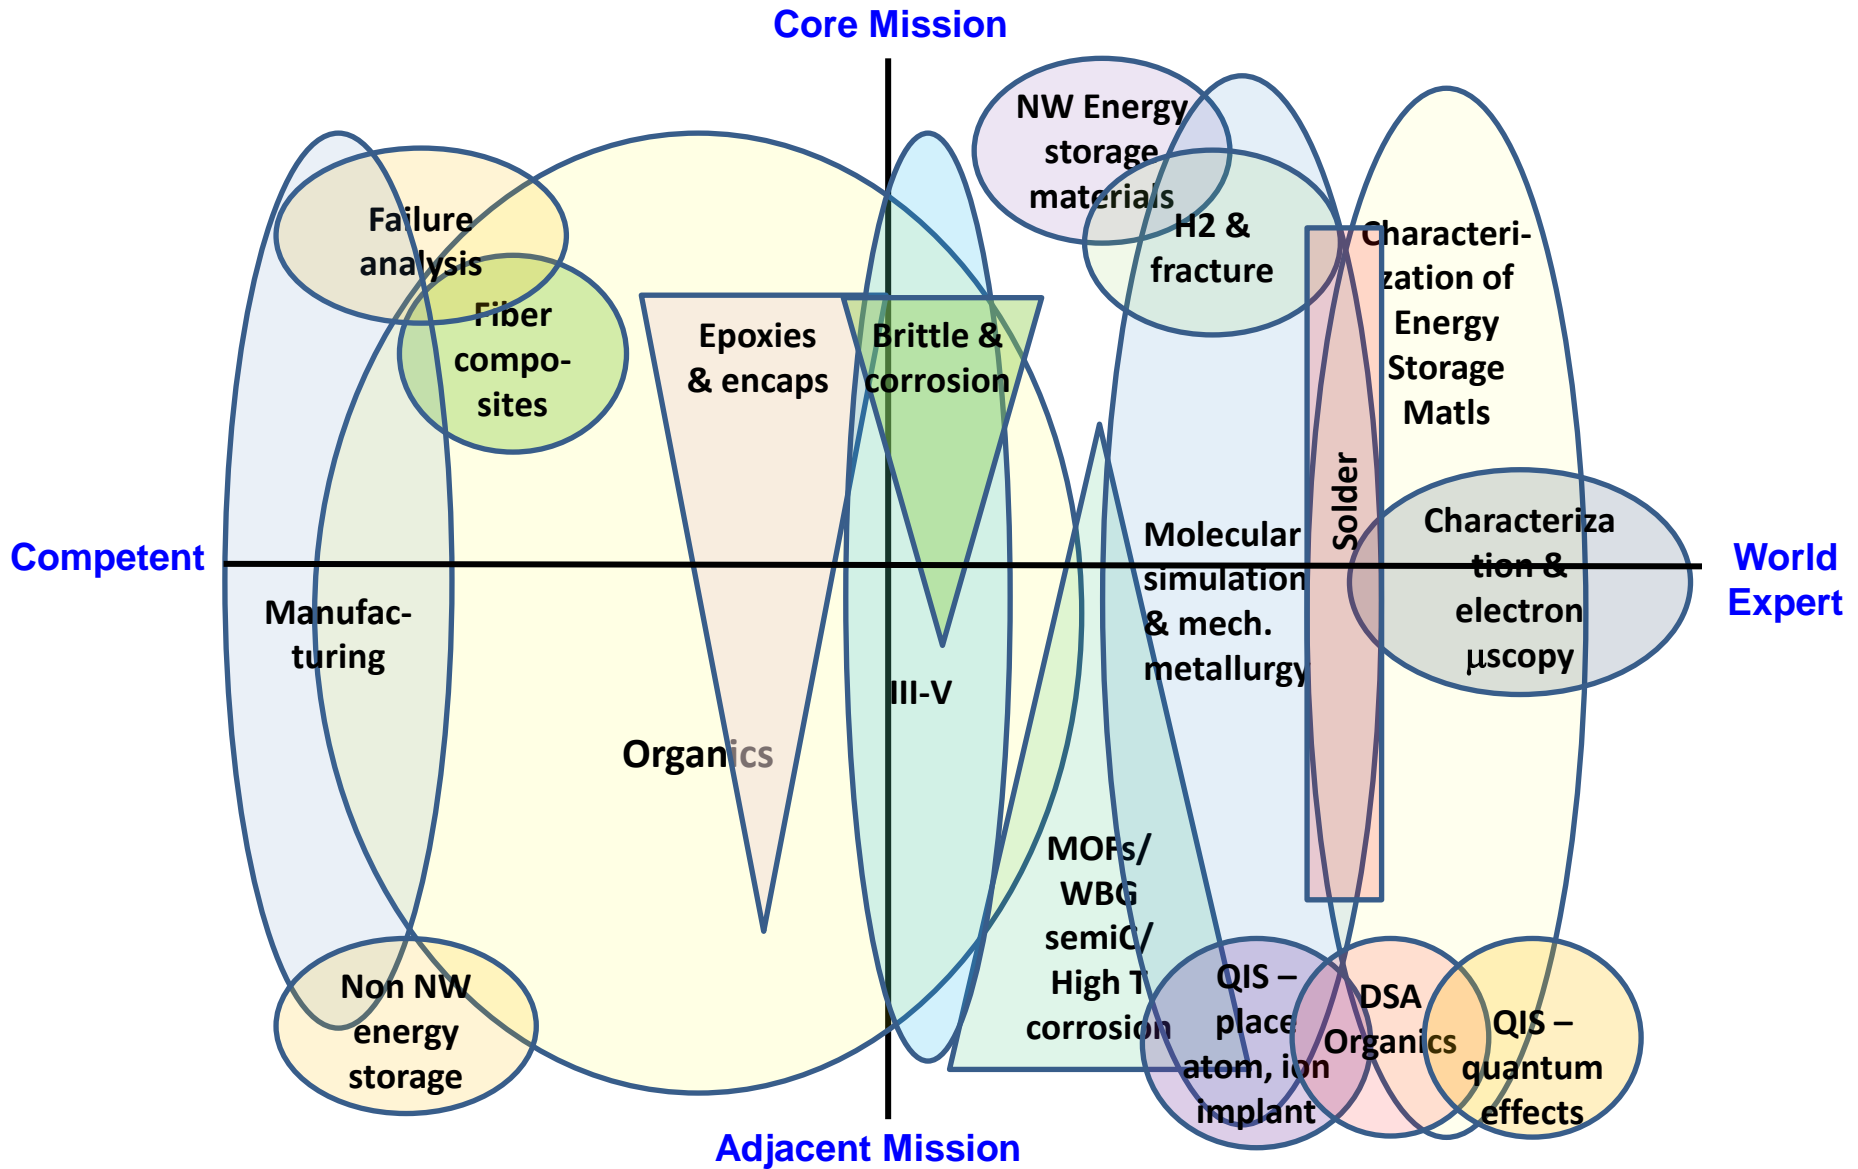 Core Mission
NW Energy
storage
materials
Failure
analysis
H2 &
fracture
Characteri-
zation of
Energy
Storage
Matls
Fiber
compo-
sites
Epoxies
& encaps
Brittle &
corrosion
Solder
Competent
Molecular
simulation
& mech.
metallurgy
Characteriza
tion &
electron
μscopy
World
Expert
Manufac-
turing
III-V
Organics
MOFs/
WBG
semiC/
High T
corrosion
Non NW
energy
storage
QIS –
place
atom, ion
implant
DSA
Organics
QIS –
quantum
effects
Adjacent Mission